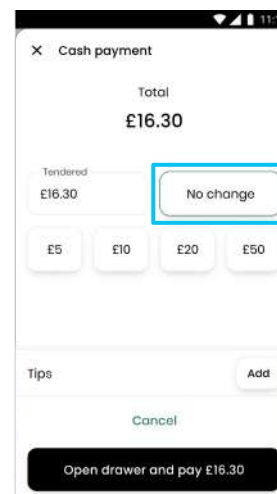 Cash payment
Total
£16.30
Tendered
£16.30
No change
£5 £10 £20 £50
Tips Add
Cancel
Open drawer and pay £16.30